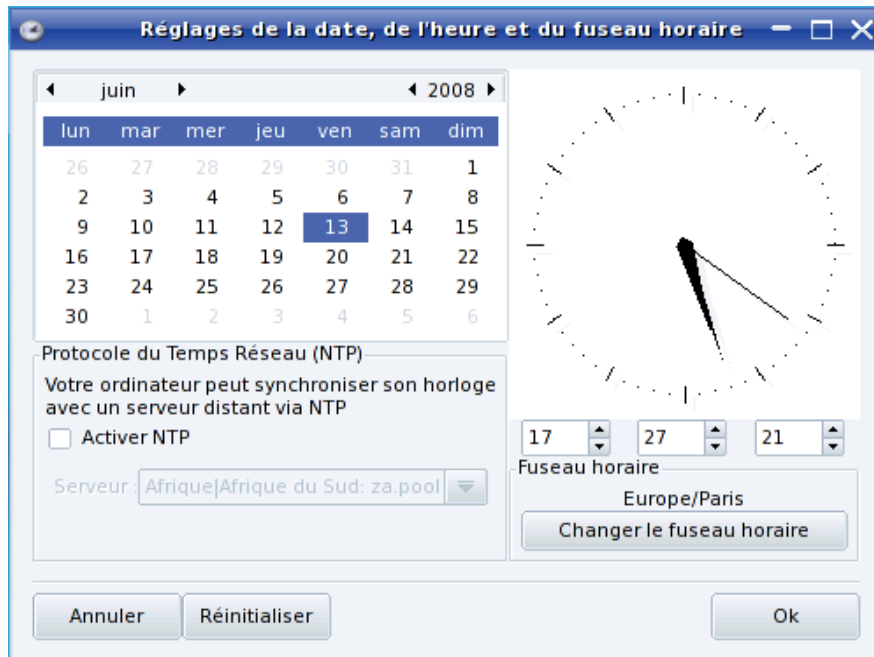 Réglages de la date, de l'heure et du fuseau horaire
juin 2008
lun mar mer jeu ven sam dim
26 27 28 29 30 31 1
2 3 4 5 6 7 8
9 10 11 12 13 14 15
16 17 18 19 20 21 22
23 24 25 26 27 28 29
30 1 2 3 4 5 6
Protocole du Temps Réseau (NTP)
Votre ordinateur peut synchroniser son horloge
avec un serveur distant via NTP
Activer NTP
Serveur : Afrique|Afrique du Sud: za.pool
17 27 21
Fuseau horaire
Europe/Paris
Changer le fuseau horaire
Annuler Réinitialiser Ok